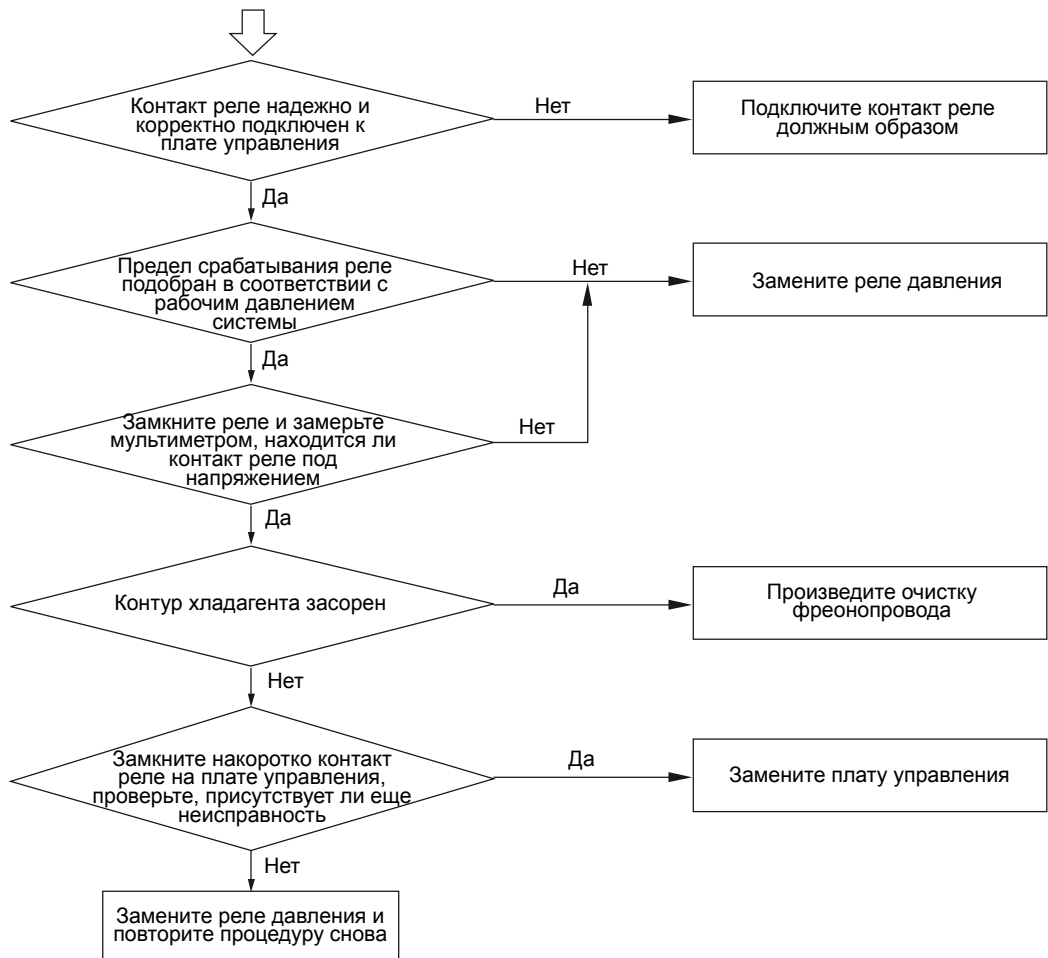 Контакт реле надежно и
корректно подключен к
плате управления
Нет
Подключите контакт реле
должным образом
Да
Предел срабатывания реле
подобран в соответствии с
рабочим давлением
системы
Нет
Замените реле давления
Да
Замкните реле и замерьте
мультиметром, находится ли
контакт реле под
напряжением
Нет
Да
Контур хладагента засорен
Да
Произведите очистку
фреонопровода
Нет
Замкните накоротко контакт
реле на плате управления,
проверьте, присутствует ли еще
неисправность
Да
Замените плату управления
Нет
Замените реле давления и
повторите процедуру снова